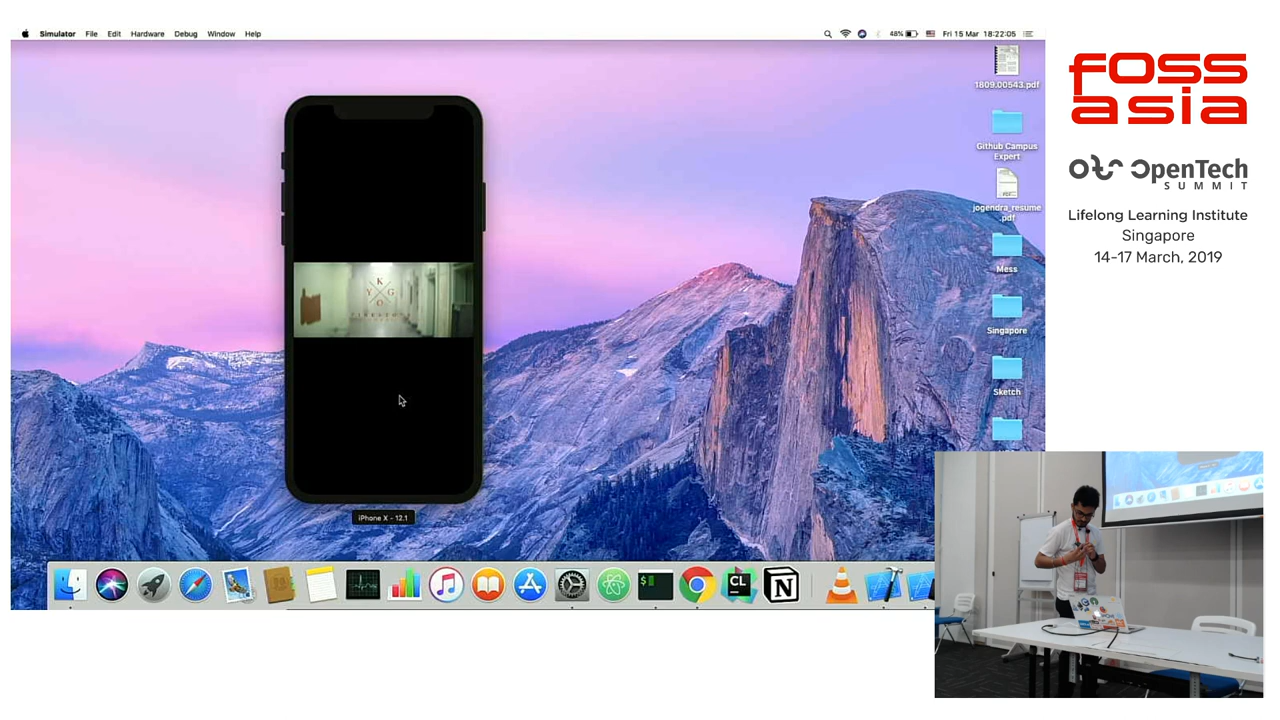 Simulator File Edit Hardware Debug Window Help
48% Fri 15 Mar 18:22:05
1809.00543.pdf
Github Campus
Expert
jogendra_resume
.pdf
Mess
Singapore
Sketch
K
Y G
O
FIRESTONE
iPhone X - 12.1
$
CL
N
fOSS
asia
OpenTech
SUMMIT
Lifelong Learning Institute
Singapore
14-17 March, 2019